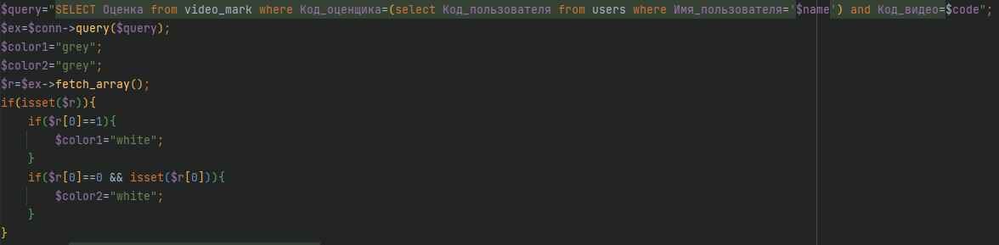 $query="SELECT Оценка from video_mark where Код_оценщика=(select Код_пользователя from users where Имя_пользователя='$name') and Код_видео=$code";
$ex=$conn->query($query);
$color1="grey";
$color2="grey";
$r=$ex->fetch_array();
if(isset($r)){
    if($r[0]==1){
        $color1="white";
    }
    if($r[0]==0 && isset($r[0])){
        $color2="white";
    }
}